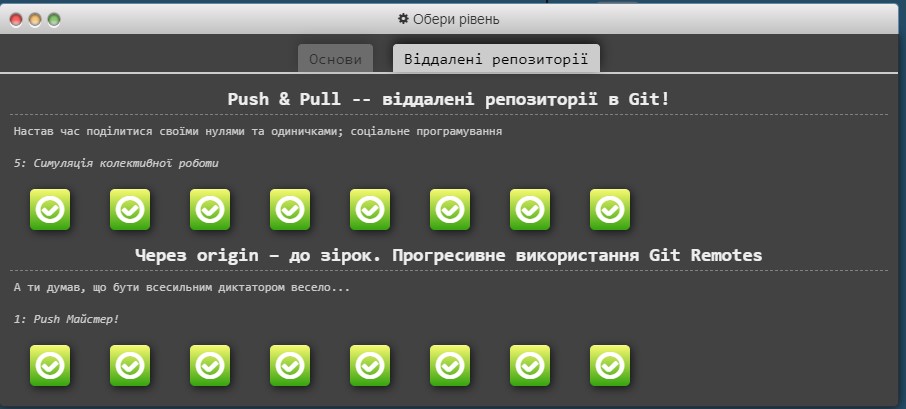 Обери рівень
Основи
Віддалені репозиторії
Push & Pull -- віддалені репозиторії в Git!
Настав час поділитися своїми нулями та одиничками; соціальне програмування
5: Симуляція колективної роботи
Через origin – до зірок. Прогресивне використання Git Remotes
А ти думав, що бути всесильним диктатором весело...
1: Push Майстер!